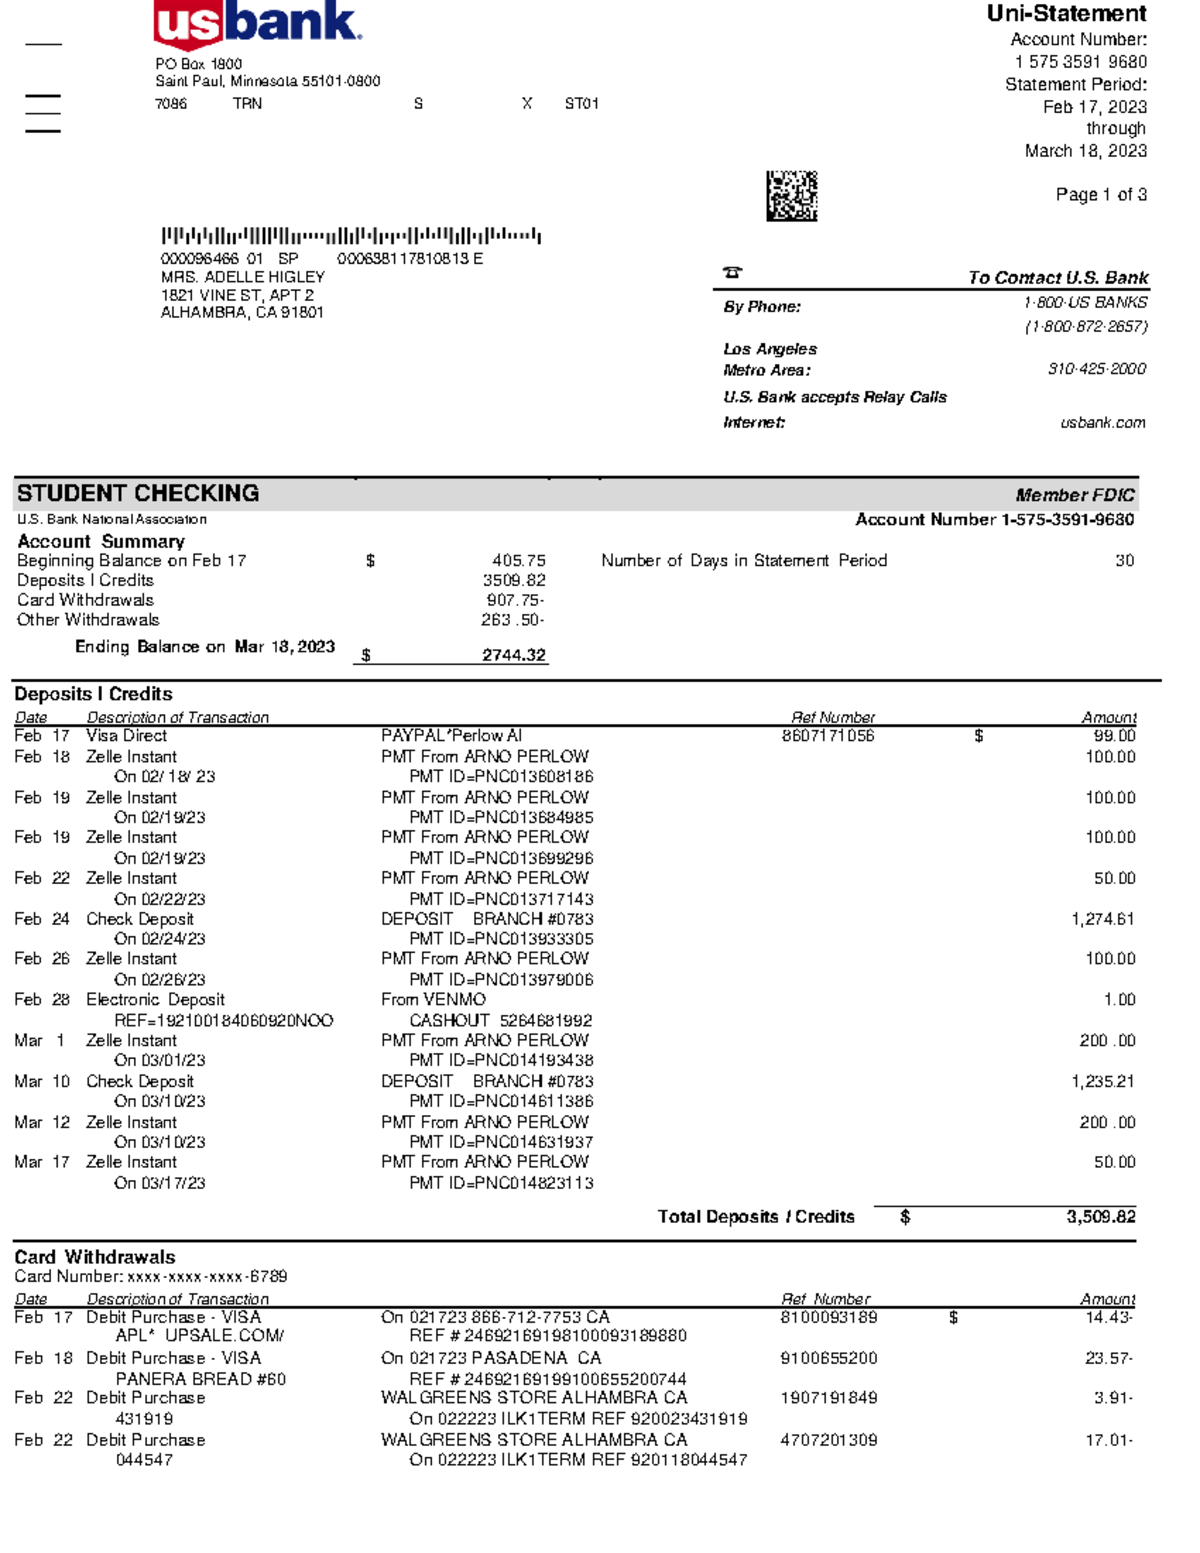 usbank.
Uni-Statement
PO Box 1800
Saint Paul, Minnesota 55101-0800
7086 TRN S X ST01
Account Number:
1 575 3591 9680
Statement Period:
Feb 17, 2023
through
March 18, 2023
Page 1 of 3
000096466 01 SP 000638117810813 E
MRS. ADELLE HIGLEY
1821 VINE ST, APT 2
ALHAMBRA, CA 91801
To Contact U.S. Bank
By Phone: 1-800-US BANKS
(1-800-872-2657)
Los Angeles
Metro Area: 310-425-2000
U.S. Bank accepts Relay Calls
Internet: usbank.com
STUDENT CHECKING Member FDIC
U.S. Bank National Association Account Number 1-575-3591-9680
Account Summary
Beginning Balance on Feb 17 $ 405.75 Number of Days in Statement Period 30
Deposits I Credits 3509.82
Card Withdrawals 907.75-
Other Withdrawals 263 .50-
Ending Balance on Mar 18, 2023 $ 2744.32
Deposits I Credits
Date Description of Transaction Ref Number Amount
Feb 17 Visa Direct PAYPAL*Perlow AI 8607171056 $ 99.00
Feb 18 Zelle Instant PMT From ARNO PERLOW 100.00
On 02/ 18/ 23 PMT ID=PNC013608186
Feb 19 Zelle Instant PMT From ARNO PERLOW 100.00
On 02/19/23 PMT ID=PNC013684985
Feb 19 Zelle Instant PMT From ARNO PERLOW 100.00
On 02/19/23 PMT ID=PNC013699296
Feb 22 Zelle Instant PMT From ARNO PERLOW 50.00
On 02/22/23 PMT ID=PNC013717143
Feb 24 Check Deposit DEPOSIT BRANCH #0783 1,274.61
On 02/24/23 PMT ID=PNC013933305
Feb 26 Zelle Instant PMT From ARNO PERLOW 100.00
On 02/26/23 PMT ID=PNC013979006
Feb 28 Electronic Deposit From VENMO 1.00
REF=192100184060920NOO CASHOUT 5264681992
Mar 1 Zelle Instant PMT From ARNO PERLOW 200 .00
On 03/01/23 PMT ID=PNC014193438
Mar 10 Check Deposit DEPOSIT BRANCH #0783 1,235.21
On 03/10/23 PMT ID=PNC014611386
Mar 12 Zelle Instant PMT From ARNO PERLOW 200 .00
On 03/10/23 PMT ID=PNC014631937
Mar 17 Zelle Instant PMT From ARNO PERLOW 50.00
On 03/17/23 PMT ID=PNC014823113
Total Deposits / Credits $ 3,509.82
Card Withdrawals
Card Number: xxxx-xxxx-xxxx-6789
Date Description of Transaction Ref Number Amount
Feb 17 Debit Purchase - VISA On 021723 866-712-7753 CA 8100093189 $ 14.43-
APL* UPSALE.COM/ REF # 24692169198100093189880
Feb 18 Debit Purchase - VISA On 021723 PASADENA CA 9100655200 23.57-
PANERA BREAD #60 REF # 24692169199100655200744
Feb 22 Debit Purchase WALGREENS STORE ALHAMBRA CA 1907191849 3.91-
431919 On 022223 ILK1TERM REF 920023431919
Feb 22 Debit Purchase WALGREENS STORE ALHAMBRA CA 4707201309 17.01-
044547 On 022223 ILK1TERM REF 920118044547